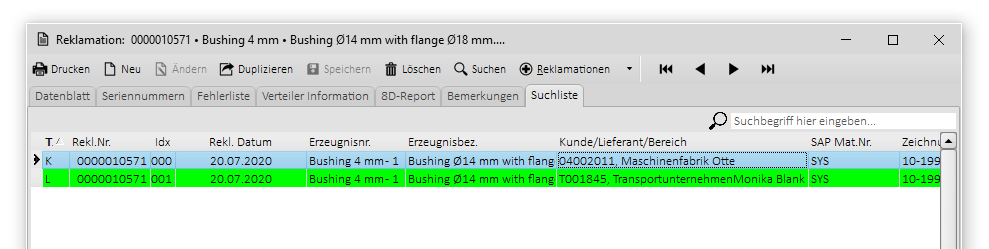 Reklamation: 0000010571 • Bushing 4 mm • Bushing Ø14 mm with flange Ø18 mm....
Drucken Neu Ändern Duplizieren Speichern Löschen Suchen Reklamationen
Datenblatt Seriennummern Fehlerliste Verteiler Information 8D-Report Bemerkungen Suchliste
Suchbegriff hier eingeben...
T. Rekl.Nr. Idx Rekl. Datum Erzeugnisnr. Erzeugnisbez. Kunde/Lieferant/Bereich SAP Mat.Nr. Zeichnu
K 0000010571 000 20.07.2020 Bushing 4 mm- 1 Bushing Ø14 mm with flang 04002011, Maschinenfabrik Otte SYS 10-199
L 0000010571 001 20.07.2020 Bushing 4 mm- 1 Bushing Ø14 mm with flang T001845, TransportunternehmenMonika Blank SYS 10-199